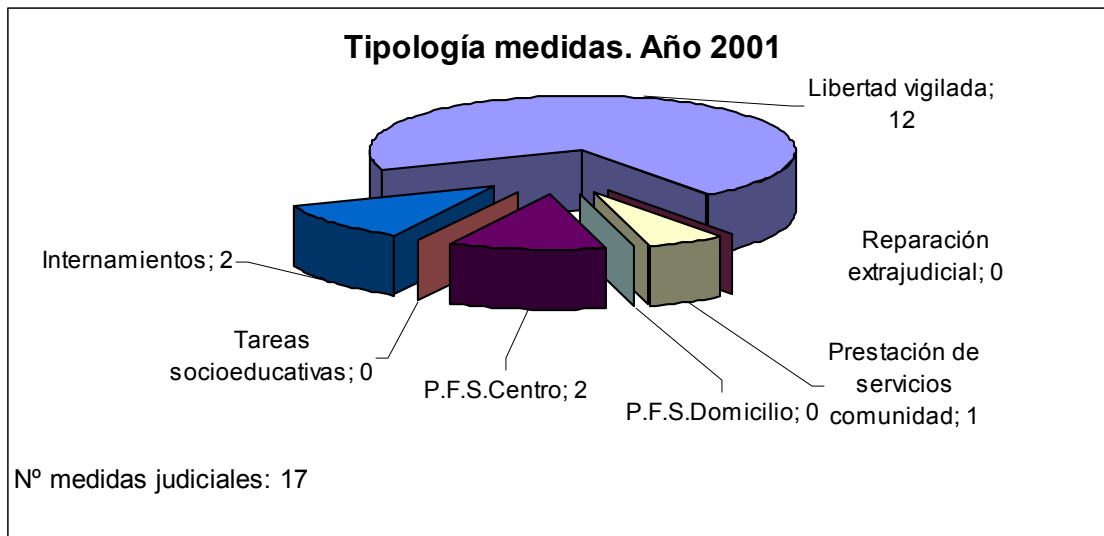 Tipología medidas. Año 2001
Libertad vigilada;
12
Reparación
extrajudicial; 0
Internamientos; 2
Tareas
socioeducativas; 0
P.F.S.Centro; 2
P.F.S.Domicilio; 0
Prestación de
servicios
comunidad; 1
Nº medidas judiciales: 17